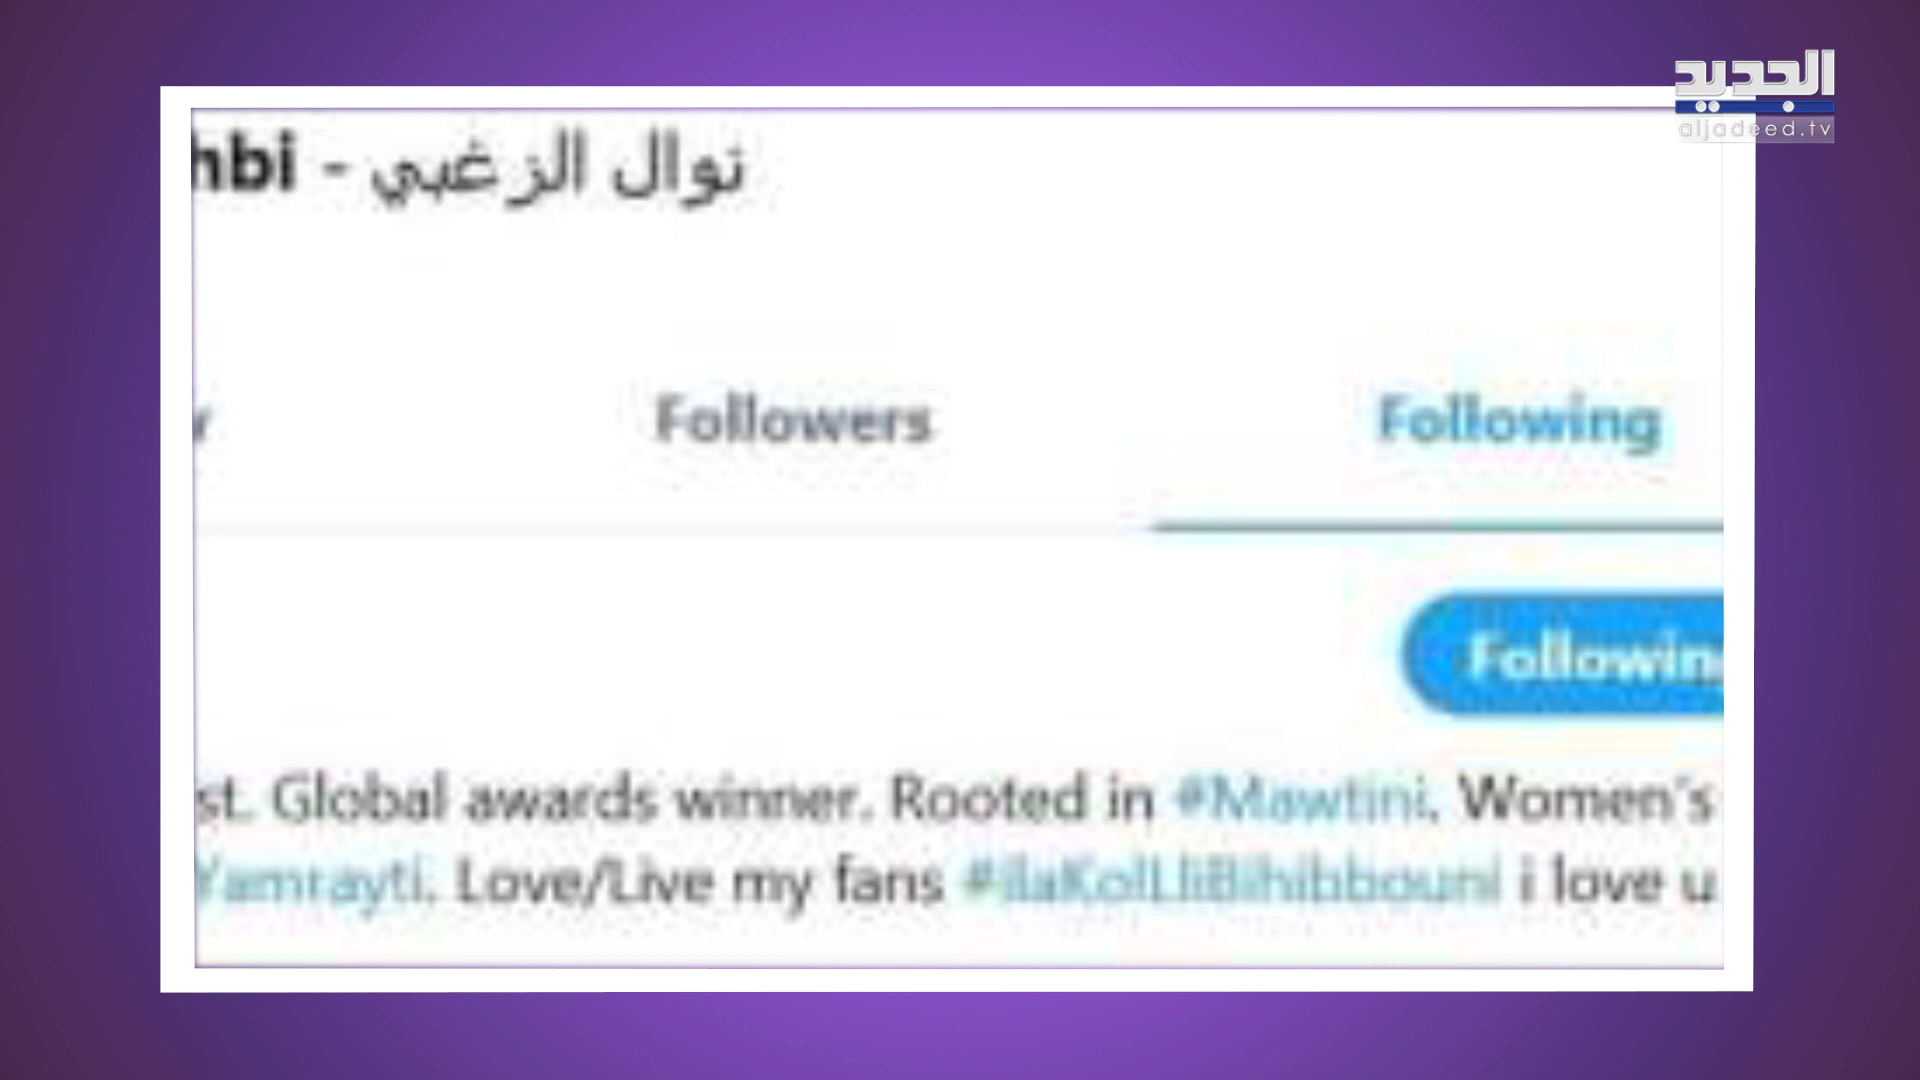 الجديد
aljadeed.tv
hbi - نوال الزغبي
Followers
Following
Following
st. Global awards winner. Rooted in #Mawtini. Women's
Yamrayti. Love/Live my fans #ilaKolLliBihibbouni i love u